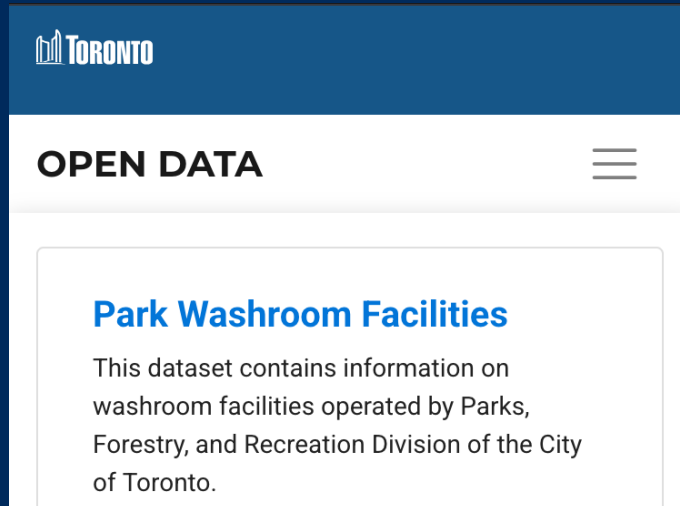 TORONTO
OPEN DATA
Park Washroom Facilities
This dataset contains information on
washroom facilities operated by Parks,
Forestry, and Recreation Division of the City
of Toronto.